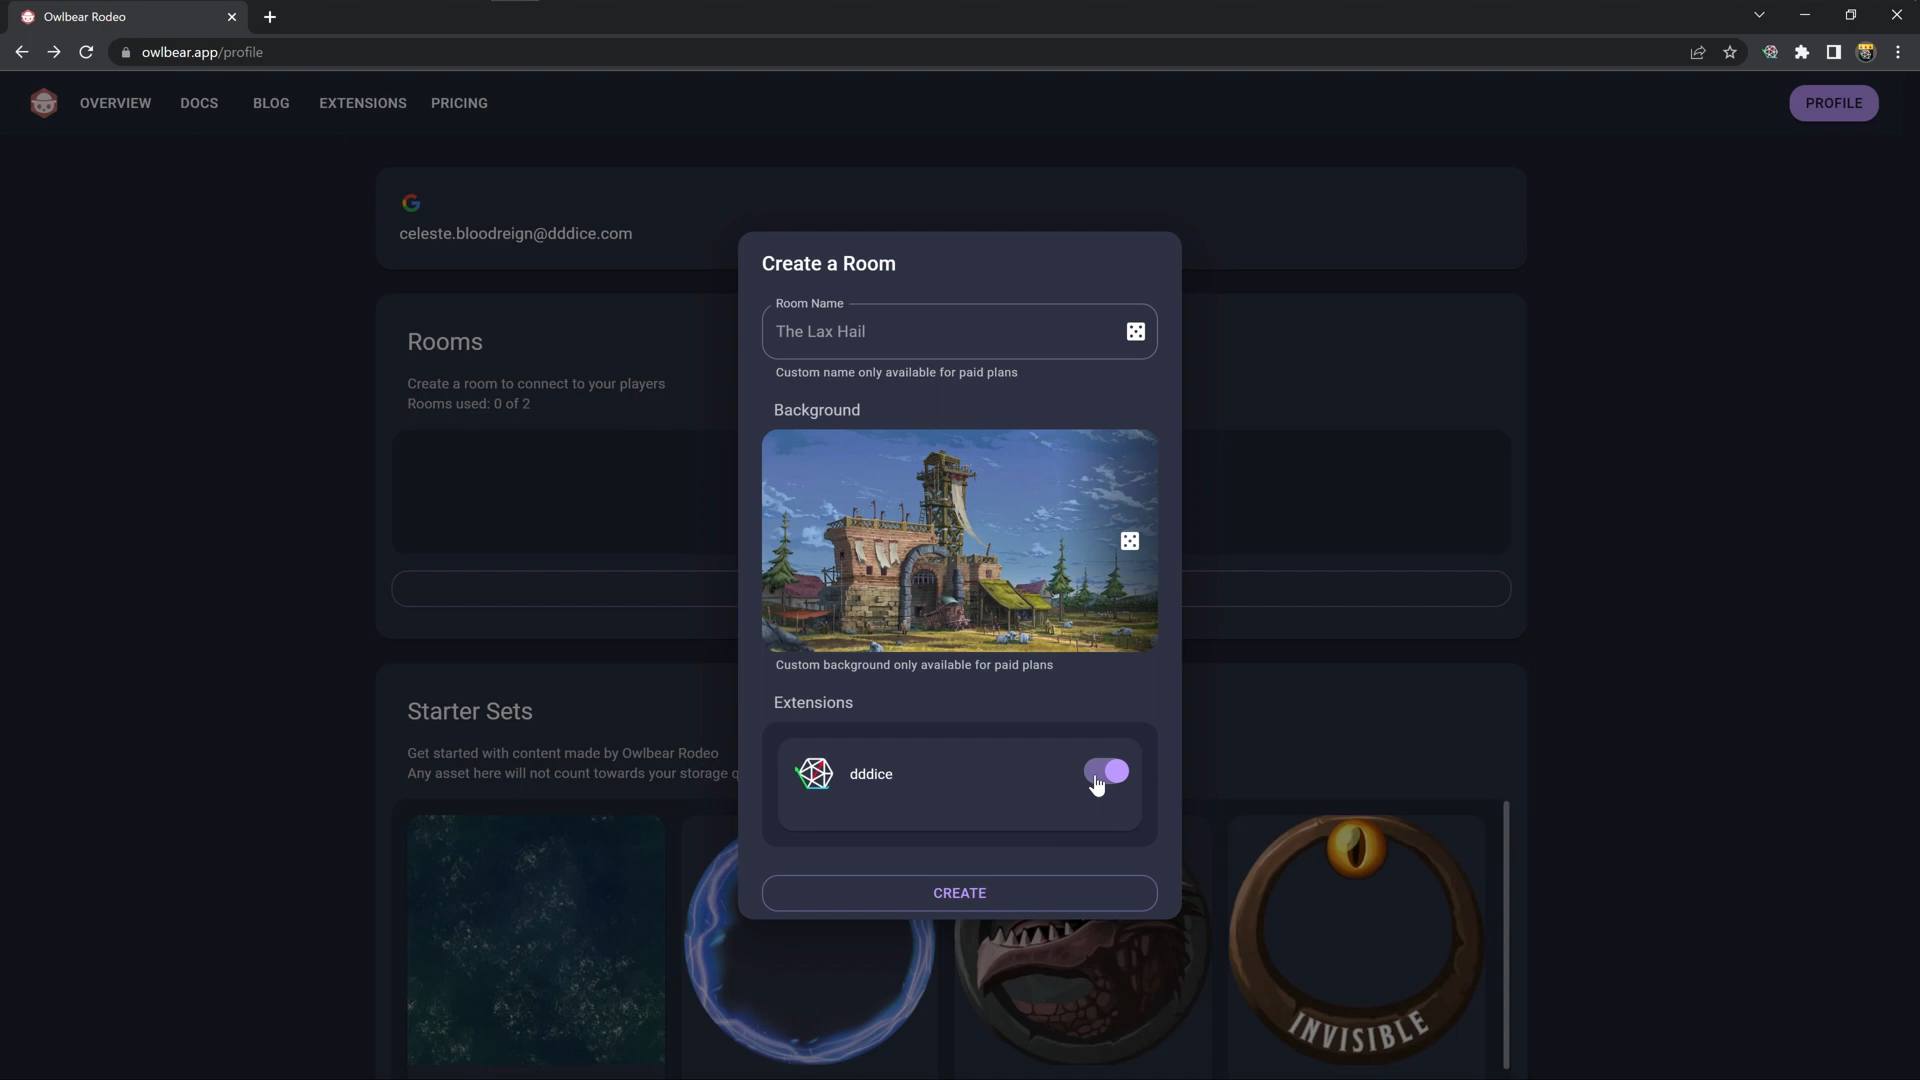 Owlbear Rodeo
owlbear.app/profile
OVERVIEW DOCS BLOG EXTENSIONS PRICING
PROFILE
celeste.bloodreign@dddice.com
Rooms
Create a room to connect to your players
Rooms used: 0 of 2
Starter Sets
Get started with content made by Owlbear Rodeo
Any asset here will not count towards your storage
Create a Room
Room Name
The Lax Hail
Custom name only available for paid plans
Background
Custom background only available for paid plans
Extensions
dddice
CREATE
INVISIBLE